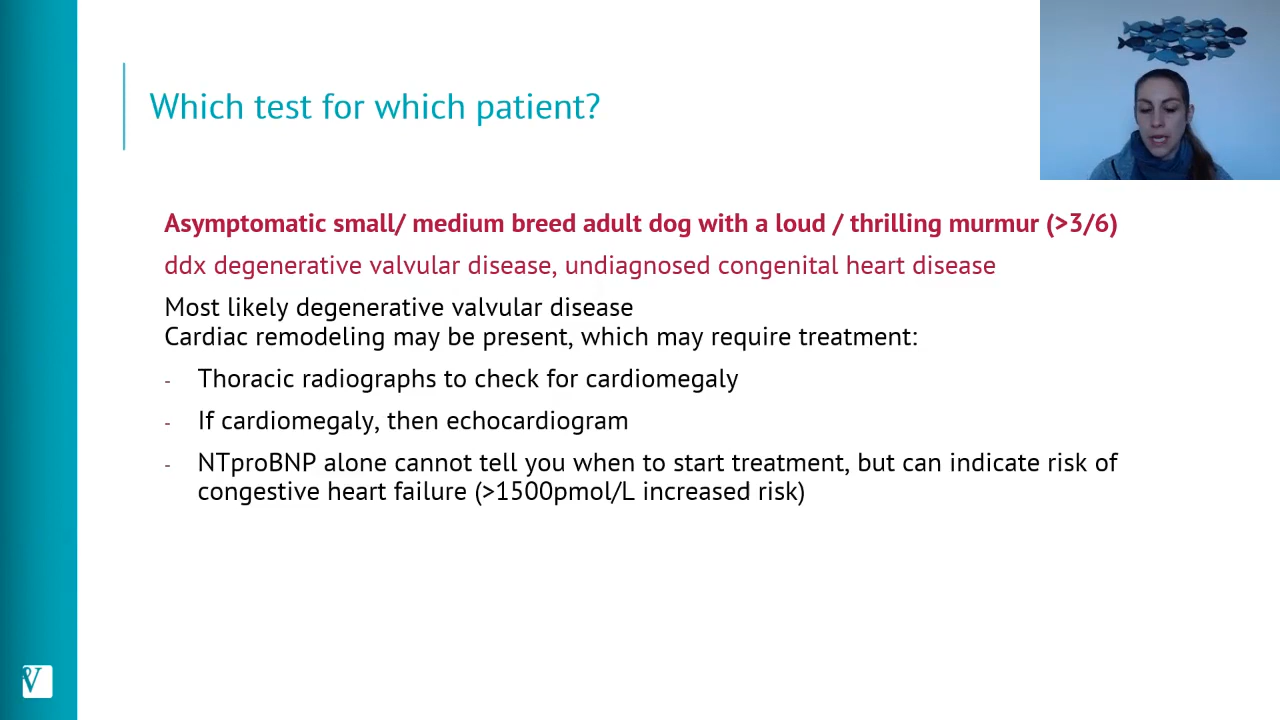 Which test for which patient?
Asymptomatic small/ medium breed adult dog with a loud / thrilling murmur (>3/6)
ddx degenerative valvular disease, undiagnosed congenital heart disease
Most likely degenerative valvular disease
Cardiac remodeling may be present, which may require treatment:
- Thoracic radiographs to check for cardiomegaly
- If cardiomegaly, then echocardiogram
- NTproBNP alone cannot tell you when to start treatment, but can indicate risk of
congestive heart failure (>1500pmol/L increased risk)
&V